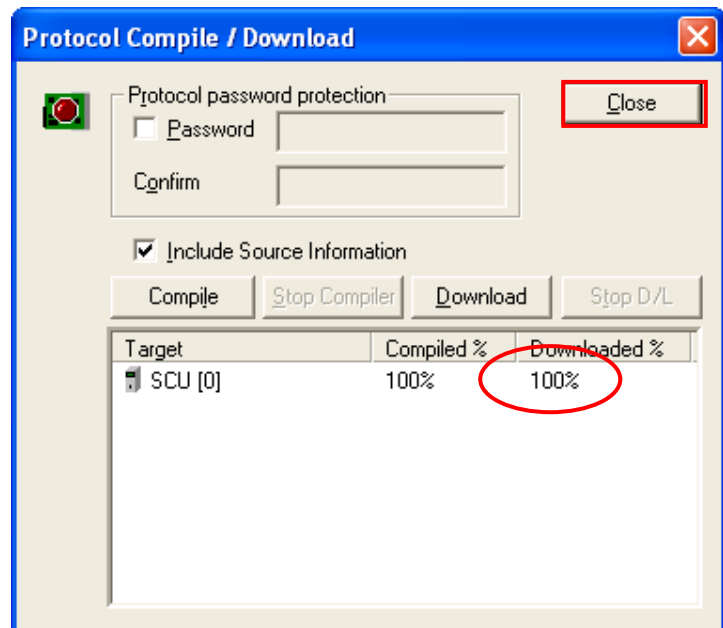 Protocol Compile / Download
Protocol password protection
Close
Password
Confirm
Include Source Information
Compile
Stop Compiler
Download
Stop D/L
Target Compiled % Downloaded %
SCU [0] 100% 100%